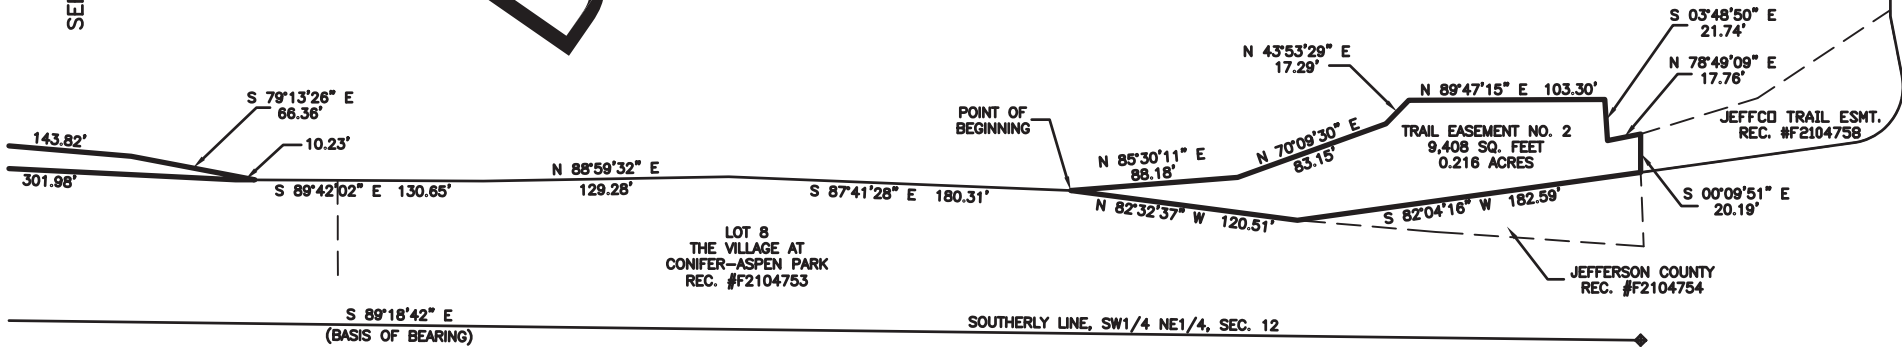 SE
S 03°48'50" E
21.74'
N 43°53'29" E
17.29'
N 78°49'09" E
17.76'
N 89°47'15" E 103.30'
S 79°13'26" E
66.36'
POINT OF
BEGINNING
JEFFCO TRAIL ESMT.
REC. #F2104758
143.82'
10.23'
TRAIL EASEMENT NO. 2
9,408 SQ. FEET
0.216 ACRES
N 70°09'30" E
83.15'
N 85°30'11" E
88.18'
301.98'
S 89°42'02" E 130.65'
N 88°59'32" E
129.28'
S 87°41'28" E 180.31'
N 82°32'37" W 120.51'
S 82°04'16" W 182.59'
S 00°09'51" E
20.19'
LOT 8
THE VILLAGE AT
CONIFER-ASPEN PARK
REC. #F2104753
JEFFERSON COUNTY
REC. #F2104754
S 89°18'42" E
(BASIS OF BEARING)
SOUTHERLY LINE, SW1/4 NE1/4, SEC. 12